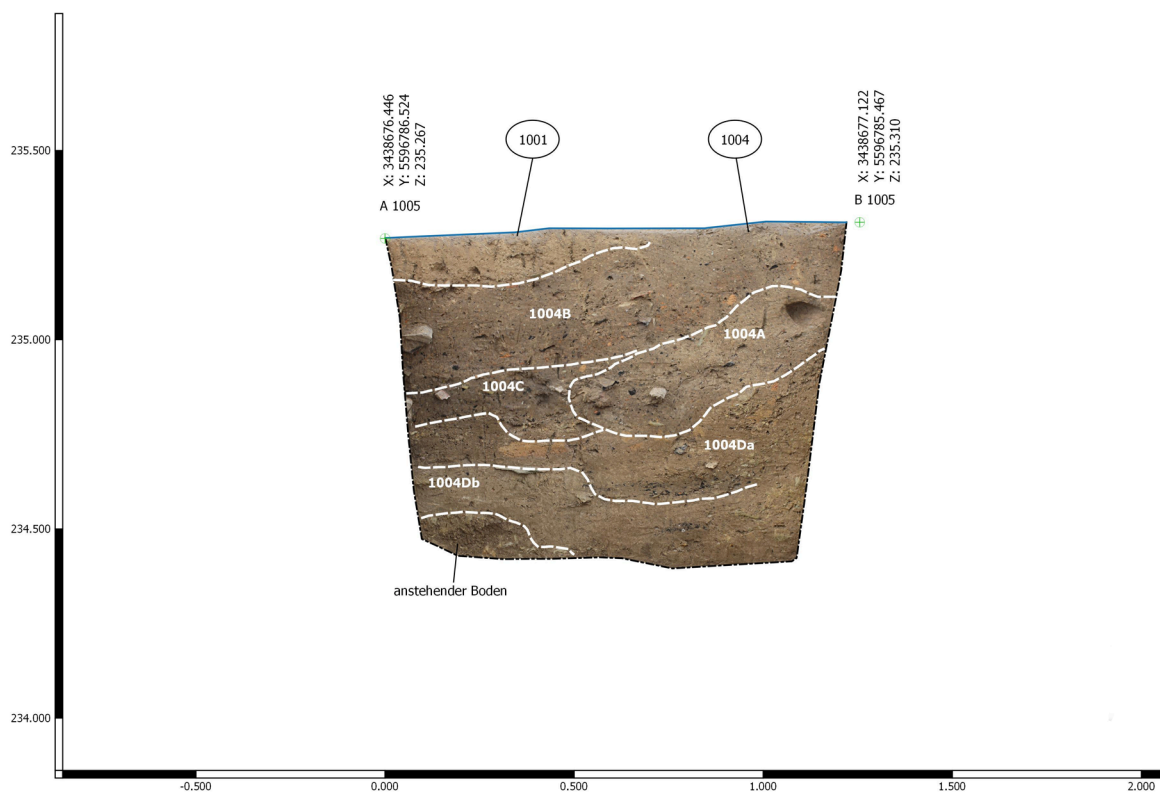 X: 3438676.446
Y: 5596786.524
Z: 235.267
A 1005
1001
1004
X: 3438677.122
Y: 5596785.467
Z: 235.310
B 1005
235.500
235.000
234.500
234.000
1004B
1004A
1004C
1004Da
1004Db
anstehender Boden
-0.500
0.000
0.500
1.000
1.500
2.000